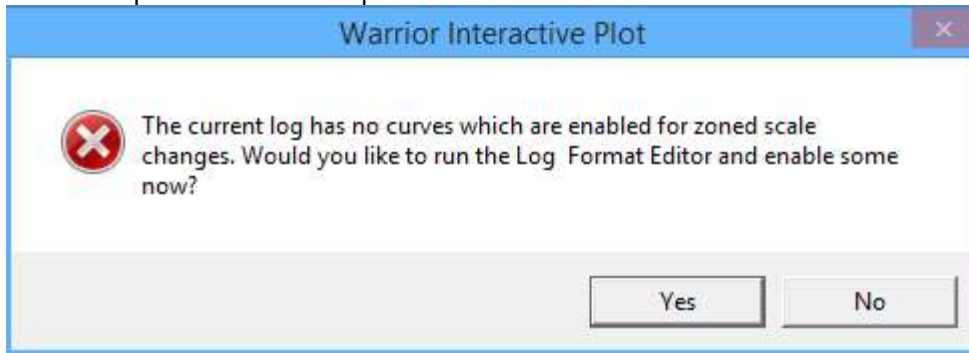 Warrior Interactive Plot
The current log has no curves which are enabled for zoned scale
changes. Would you like to run the Log  Format Editor and enable some
now?
Yes
No